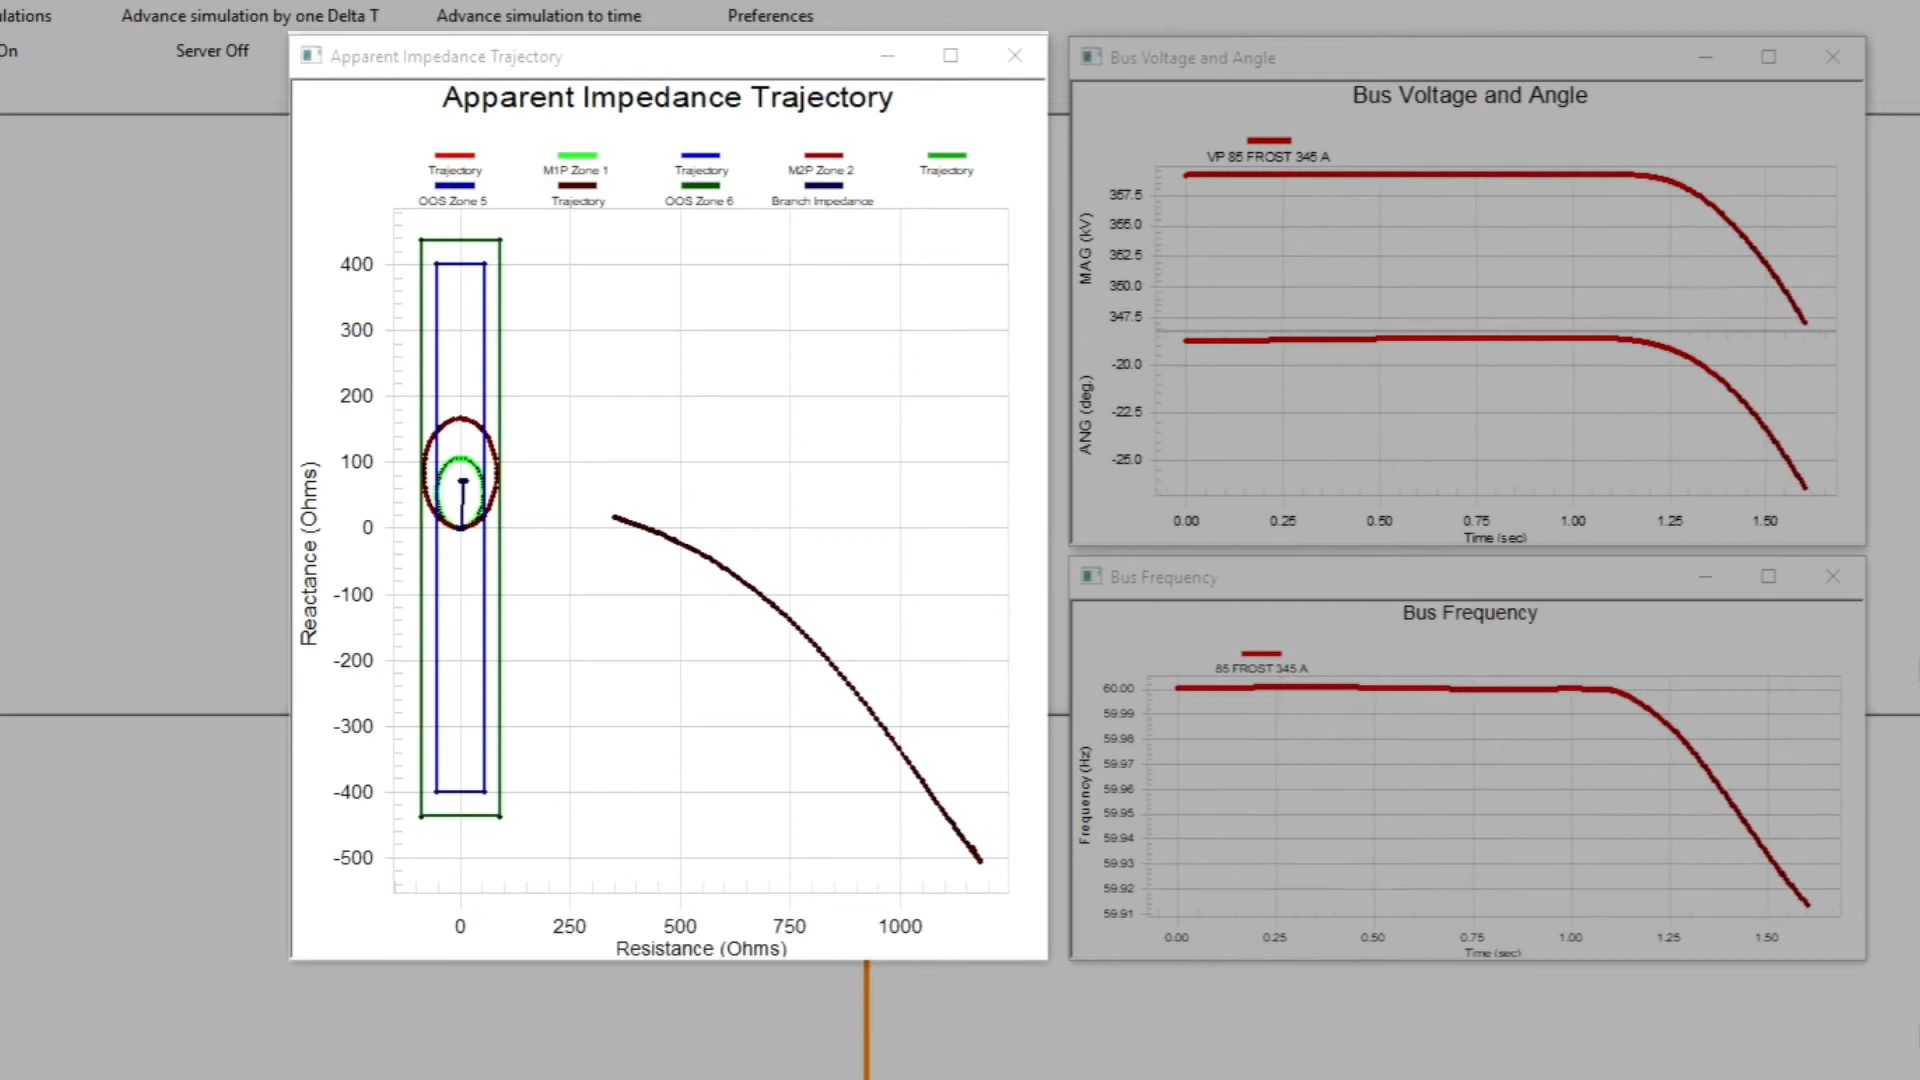 lations Advance simulation by one Delta T Advance simulation to time Preferences
On Server Off
Apparent Impedance Trajectory
Apparent Impedance Trajectory
Trajectory M1P Zone 1 Trajectory M2P Zone 2 Trajectory
OOS Zone 5 Trajectory OOS Zone 6 Branch Impedance
Reactance (Ohms)
400
300
200
100
0
-100
-200
-300
-400
-500
0 250 500 750 1000
Resistance (Ohms)
Bus Voltage and Angle
Bus Voltage and Angle
VP 85 FROST 345 A
MAG (kV)
357.5
355.0
352.5
350.0
347.5
ANG (deg.)
-20.0
-22.5
-25.0
0.00 0.25 0.50 0.75 1.00 1.25 1.50
Time (sec)
Bus Frequency
Bus Frequency
85 FROST 345 A
Frequency (Hz)
60.00
59.99
59.98
59.97
59.96
59.95
59.94
59.93
59.92
59.91
0.00 0.25 0.50 0.75 1.00 1.25 1.50
Time (sec)